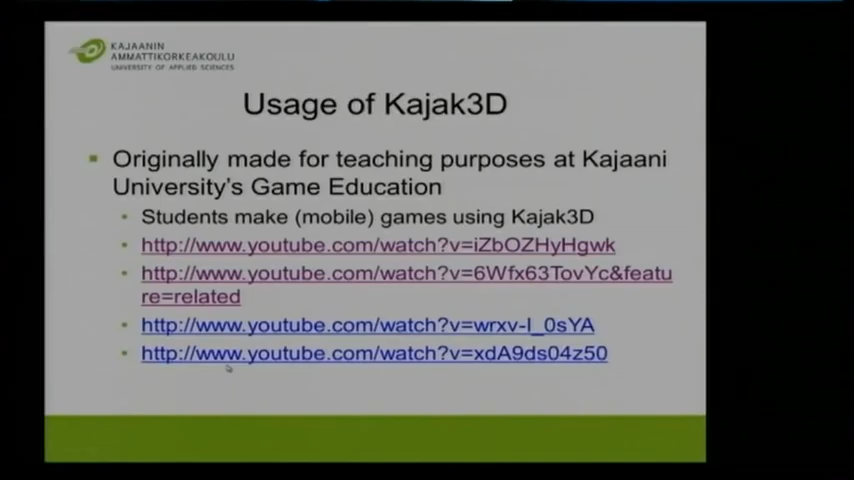 KAJAANIN
AMMATTIKORKEAKOULU
UNIVERSITY OF APPLIED SCIENCES
Usage of Kajak3D
Originally made for teaching purposes at Kajaani
University's Game Education
Students make (mobile) games using Kajak3D
http://www.youtube.com/watch?v=iZbOZHyHgwk
http://www.youtube.com/watch?v=6Wfx63TovYc&featu
re=related
http://www.youtube.com/watch?v=wrxv-I_0sYA
http://www.youtube.com/watch?v=xdA9ds04z50